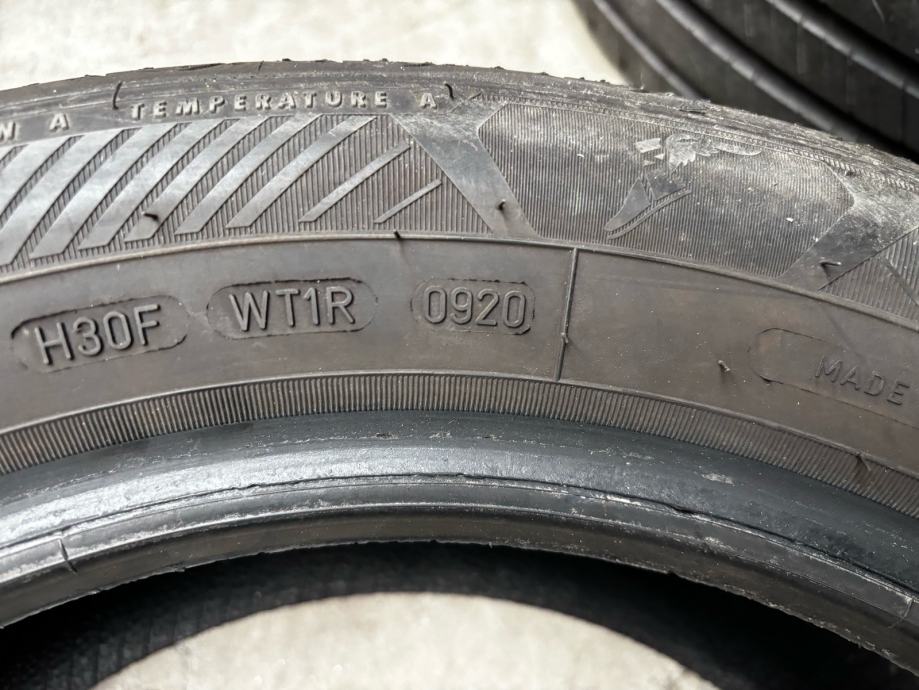 N A TEMPERATURE A
H30F WT1R 0920
MADE